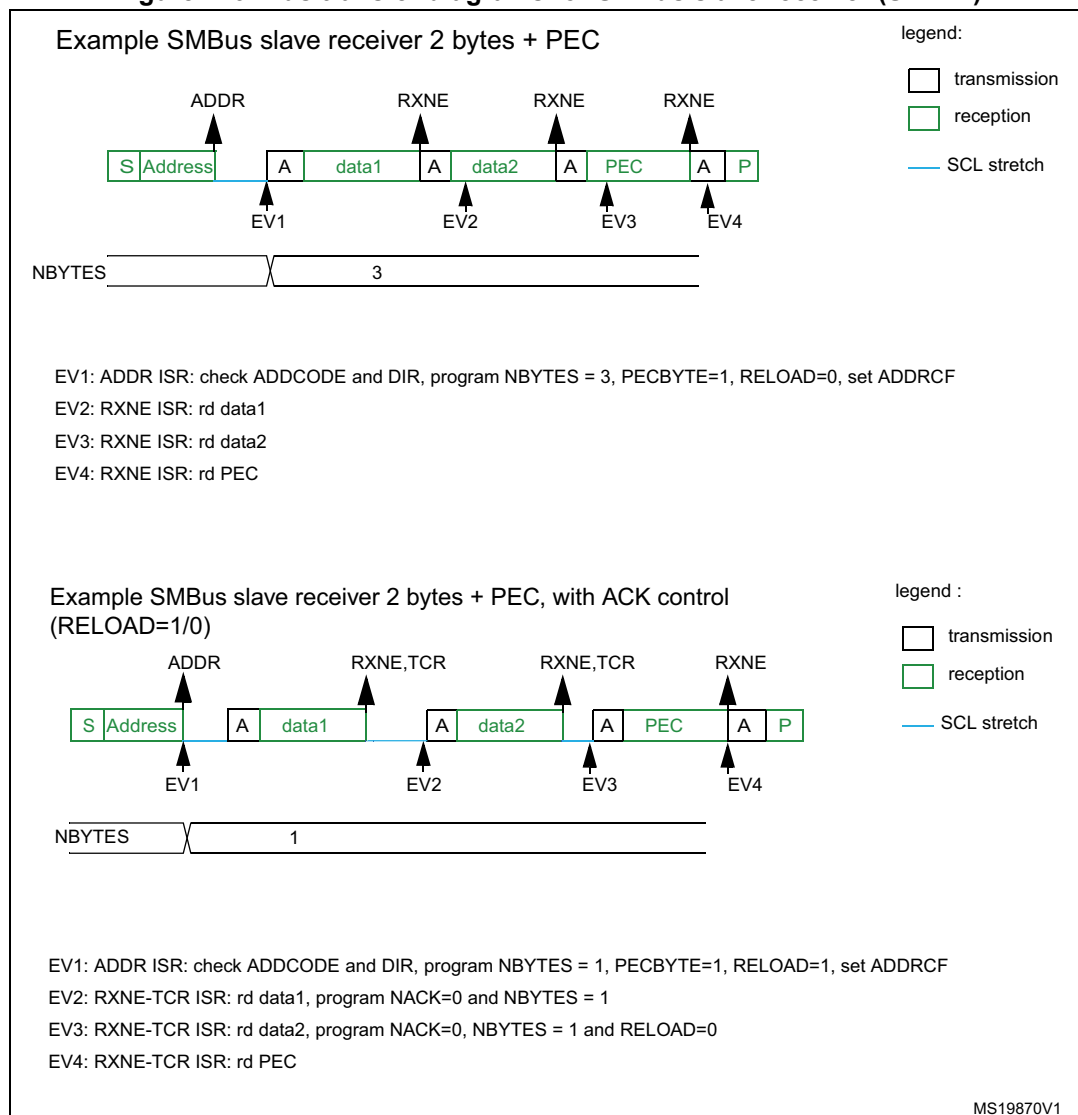 Example SMBus slave receiver 2 bytes + PEC
legend:
transmission
reception
SCL stretch
ADDR RXNE RXNE RXNE
S Address A data1 A data2 A PEC A P
EV1 EV2 EV3 EV4
NBYTES 3
EV1: ADDR ISR: check ADDCODE and DIR, program NBYTES = 3, PECBYTE=1, RELOAD=0, set ADDRCF
EV2: RXNE ISR: rd data1
EV3: RXNE ISR: rd data2
EV4: RXNE ISR: rd PEC
Example SMBus slave receiver 2 bytes + PEC, with ACK control
(RELOAD=1/0)
legend :
transmission
reception
SCL stretch
ADDR RXNE,TCR RXNE,TCR RXNE
S Address A data1 A data2 A PEC A P
EV1 EV2 EV3 EV4
NBYTES 1
EV1: ADDR ISR: check ADDCODE and DIR, program NBYTES = 1, PECBYTE=1, RELOAD=1, set ADDRCF
EV2: RXNE-TCR ISR: rd data1, program NACK=0 and NBYTES = 1
EV3: RXNE-TCR ISR: rd data2, program NACK=0, NBYTES = 1 and RELOAD=0
EV4: RXNE-TCR ISR: rd PEC
MS19870V1